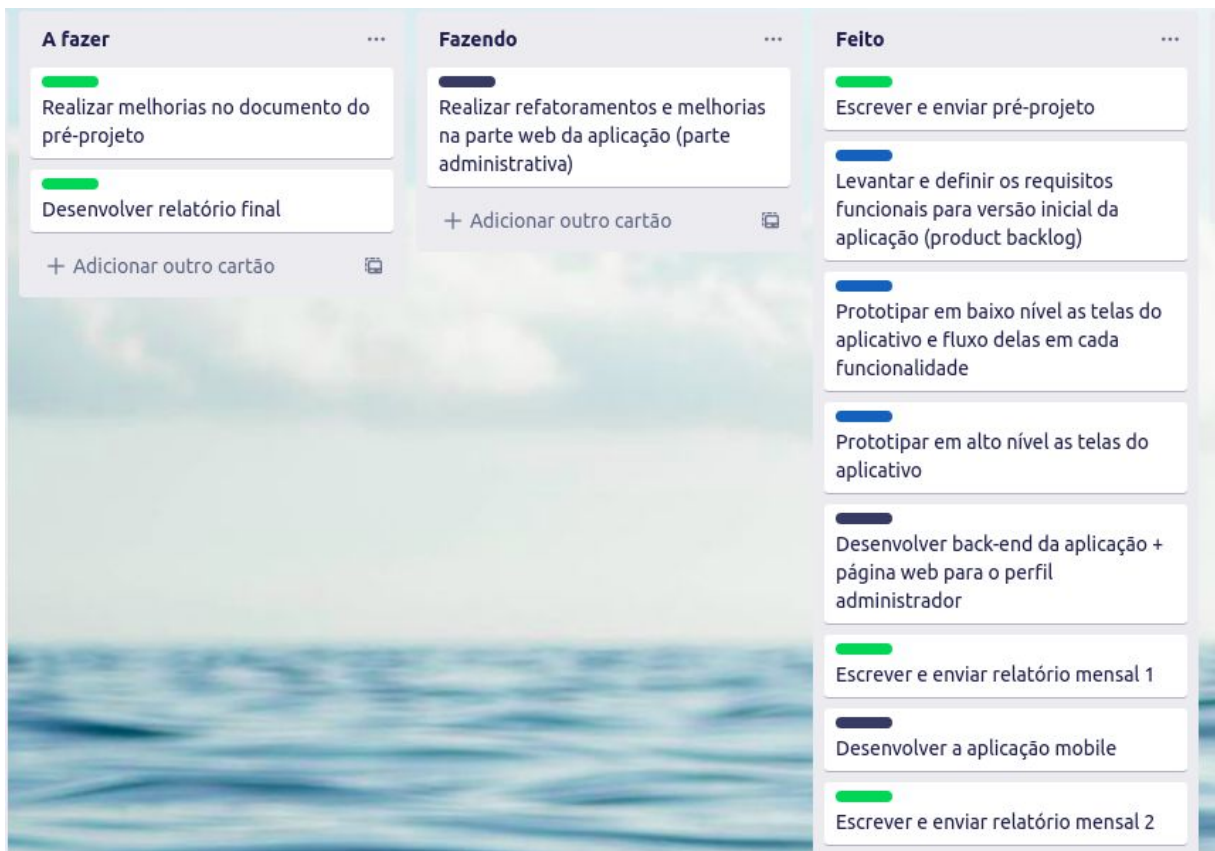 A fazer
Realizar melhorias no documento do
pré-projeto
Desenvolver relatório final
+ Adicionar outro cartão
Fazendo
Realizar refatoramentos e melhorias
na parte web da aplicação (parte
administrativa)
+ Adicionar outro cartão
Feito
Escrever e enviar pré-projeto
Levantar e definir os requisitos
funcionais para versão inicial da
aplicação (product backlog)
Prototipar em baixo nível as telas do
aplicativo e fluxo delas em cada
funcionalidade
Prototipar em alto nível as telas do
aplicativo
Desenvolver back-end da aplicação +
página web para o perfil
administrador
Escrever e enviar relatório mensal 1
Desenvolver a aplicação mobile
Escrever e enviar relatório mensal 2